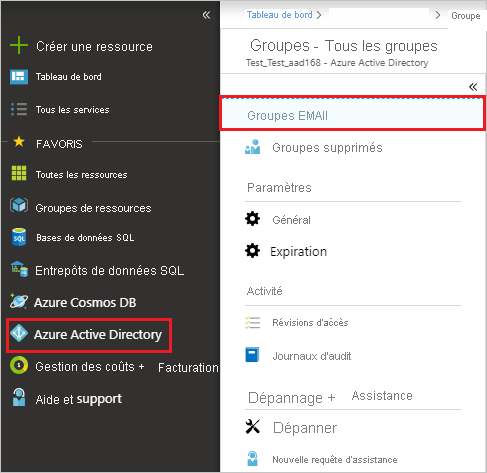 «
Créer une ressource
Tableau de bord
Tous les services
FAVORIS
Toutes les ressources
Groupes de ressources
Bases de données SQL
Entrepôts de données SQL
Azure Cosmos DB
Azure Active Directory
Gestion des coûts + Facturation
Aide et support
Tableau de bord > > Groupe
Groupes - Tous les groupes
Test_Test_aad168 - Azure Active Directory
«
Groupes EMAIl
Groupes supprimés
Paramètres
Général
Expiration
Activité
Révisions d'accès
Journaux d'audit
Dépannage + Assistance
Dépanner
Nouvelle requête d'assistance